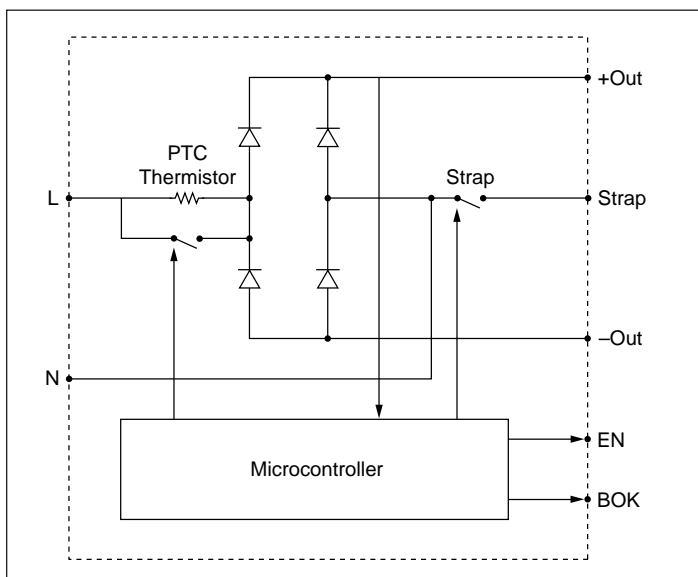 +Out
PTC
Thermistor
Strap
L
Strap
–Out
N
EN
Microcontroller
BOK